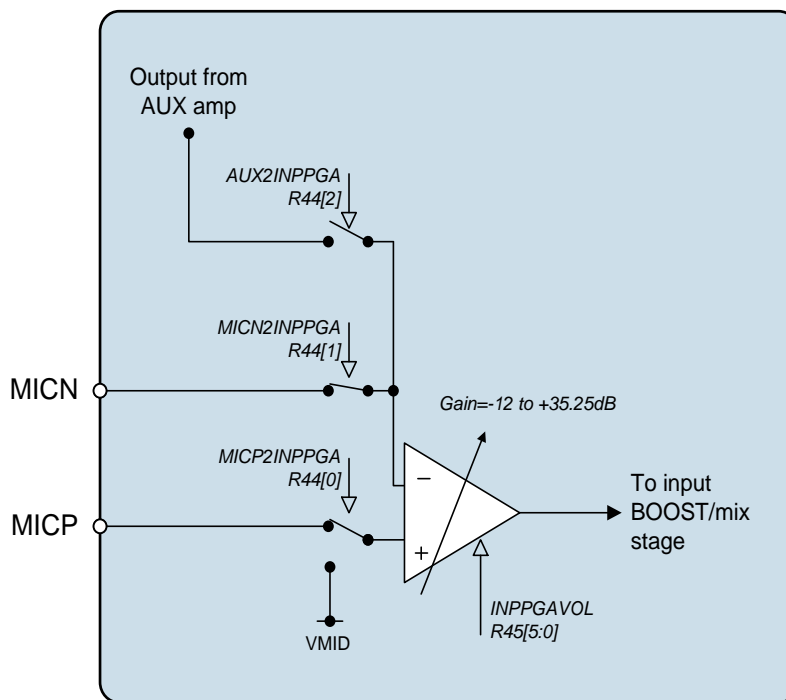 Output from
AUX amp
AUX2INPPGA
R44[2]
MICN2INPPGA
R44[1]
MICN
Gain=-12 to +35.25dB
MICP2INPPGA
R44[0]
MICP
−
+
To input
BOOST/mix
stage
INPPGAVOL
R45[5:0]
VMID